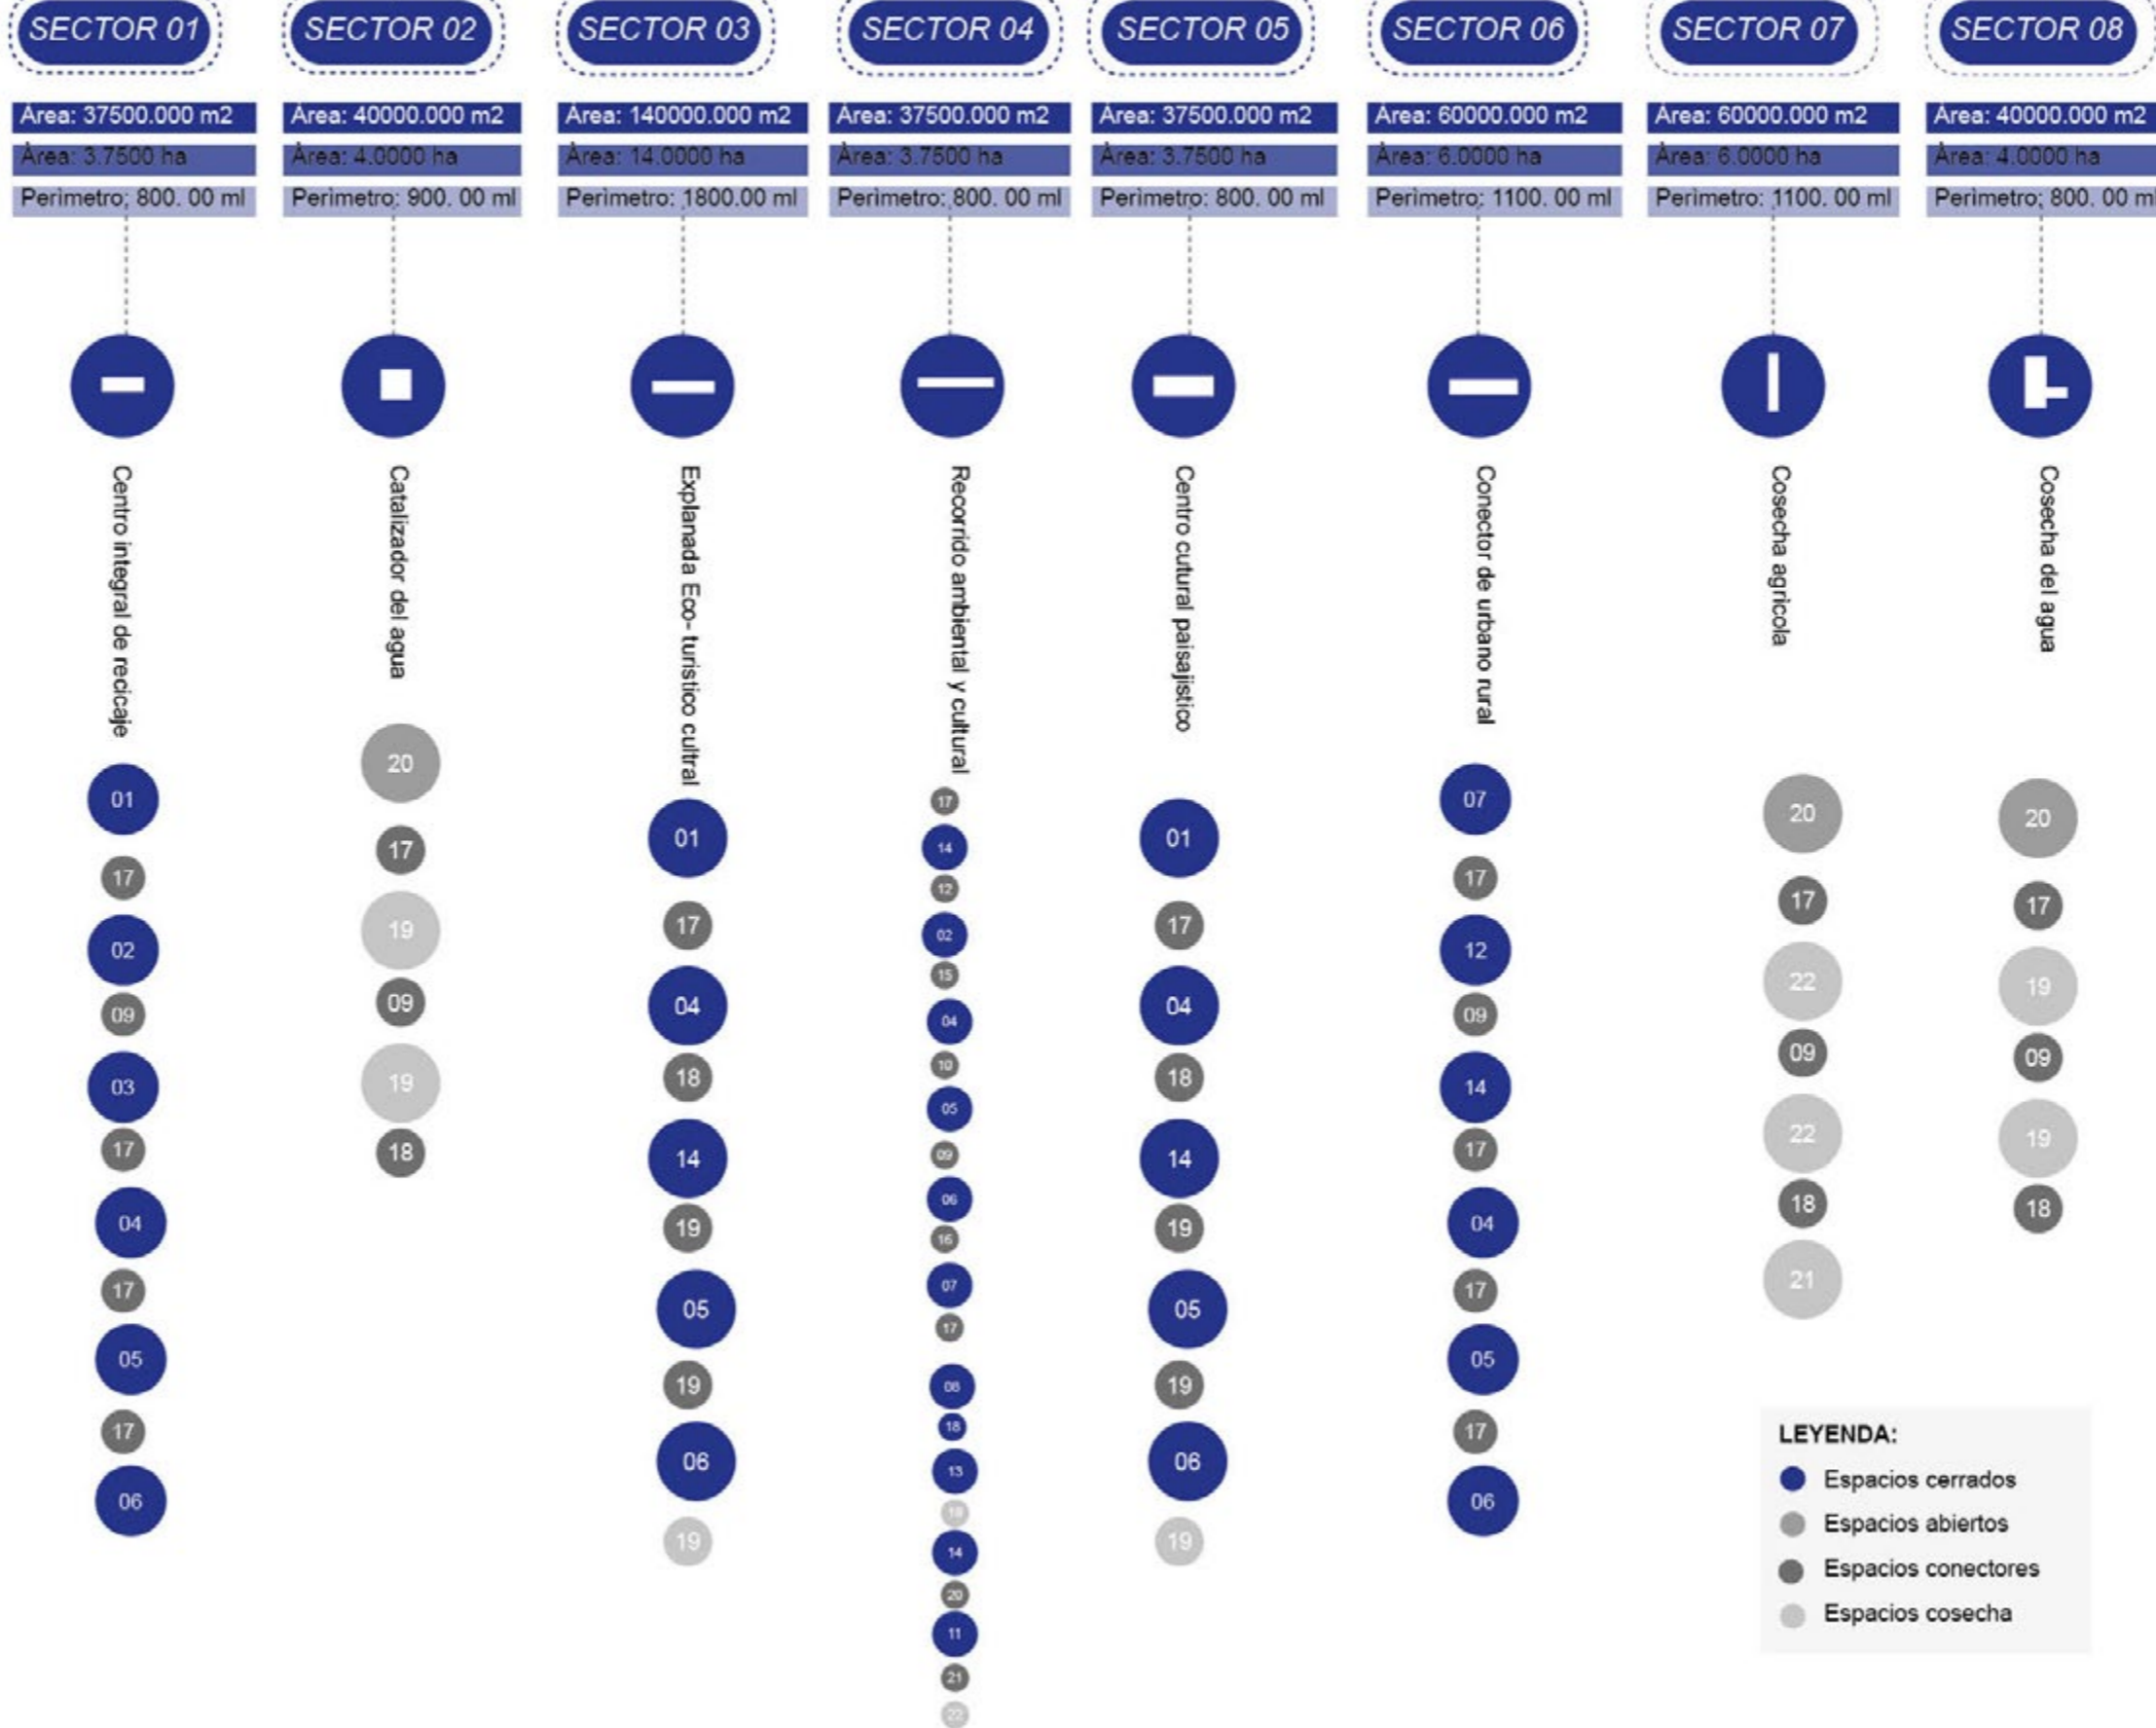 SECTOR 01
Área: 37500.000 m2
Área: 3.7500 ha
Perimetro; 800. 00 ml
Centro integral de recicaje
01
17
02
09
03
17
04
17
05
17
06
SECTOR 02
Área: 40000.000 m2
Área: 4.0000 ha
Perimetro: 900. 00 ml
Catalizador del agua
20
17
19
09
19
18
SECTOR 03
Área: 140000.000 m2
Área: 14.0000 ha
Perimetro: 1800.00 ml
Explanada Eco- turistico cultral
01
17
04
18
14
19
05
19
06
19
SECTOR 04
Área: 37500.000 m2
Área: 3.7500 ha
Perimetro: 800. 00 ml
Recorrido ambiental y cultural
17
14
12
02
15
04
10
05
09
06
16
07
17
08
18
13
14
20
11
21
22
SECTOR 05
Área: 37500.000 m2
Área: 3.7500 ha
Perimetro: 800. 00 ml
Centro cutural paisajistico
01
17
04
18
14
19
05
19
06
19
SECTOR 06
Área: 60000.000 m2
Área: 6.0000 ha
Perimetro: 1100. 00 ml
Conector de urbano rural
07
17
12
09
14
17
04
17
05
17
06
SECTOR 07
Área: 60000.000 m2
Área: 6.0000 ha
Perimetro: 1100. 00 ml
Cosecha agricola
20
17
22
09
22
18
21
SECTOR 08
Área: 40000.000 m2
Área: 4.0000 ha
Perimetro; 800. 00 ml
Cosecha del agua
20
17
19
09
19
18
LEYENDA:
Espacios cerrados
Espacios abiertos
Espacios conectores
Espacios cosecha